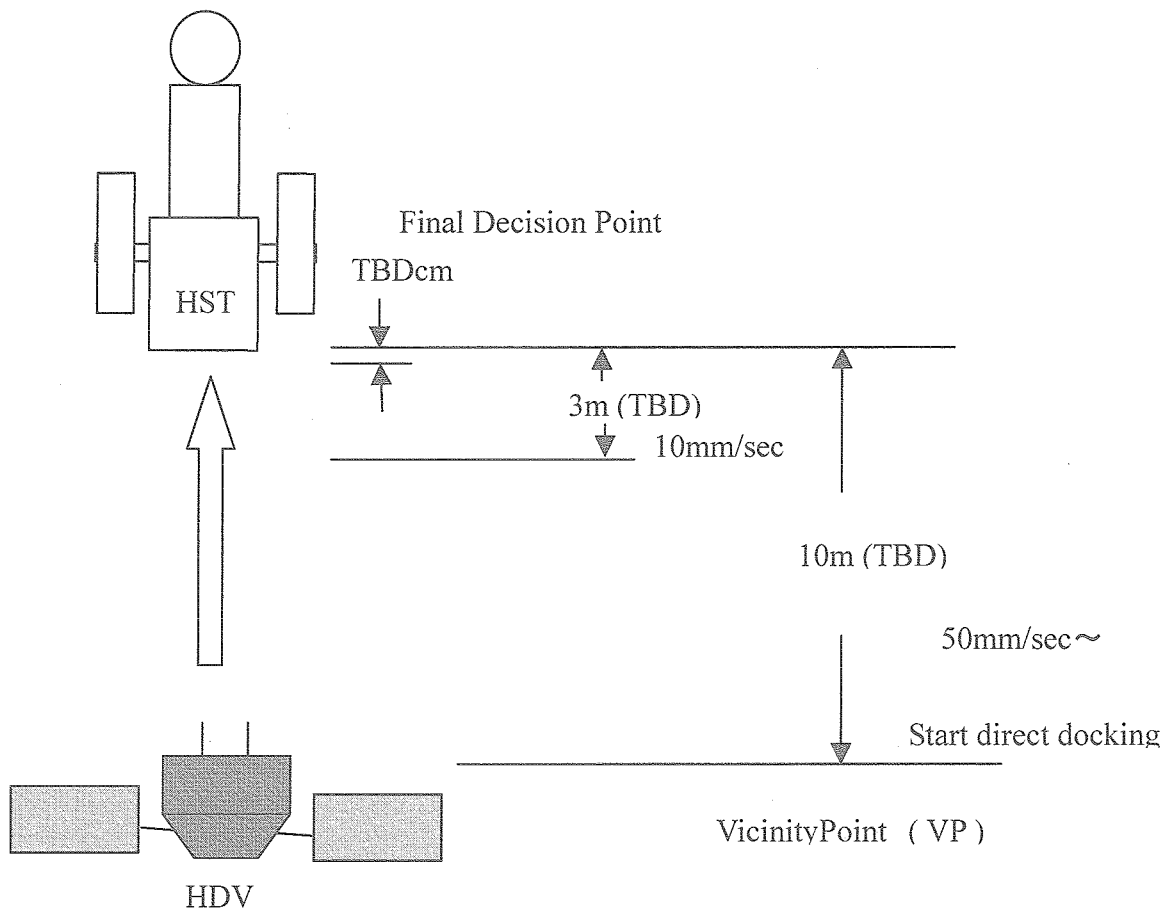 Final Decision Point
TBDcm
HST
3m (TBD)
10mm/sec
10m (TBD)
50mm/sec～
Start direct docking
VicinityPoint （ VP ）
HDV